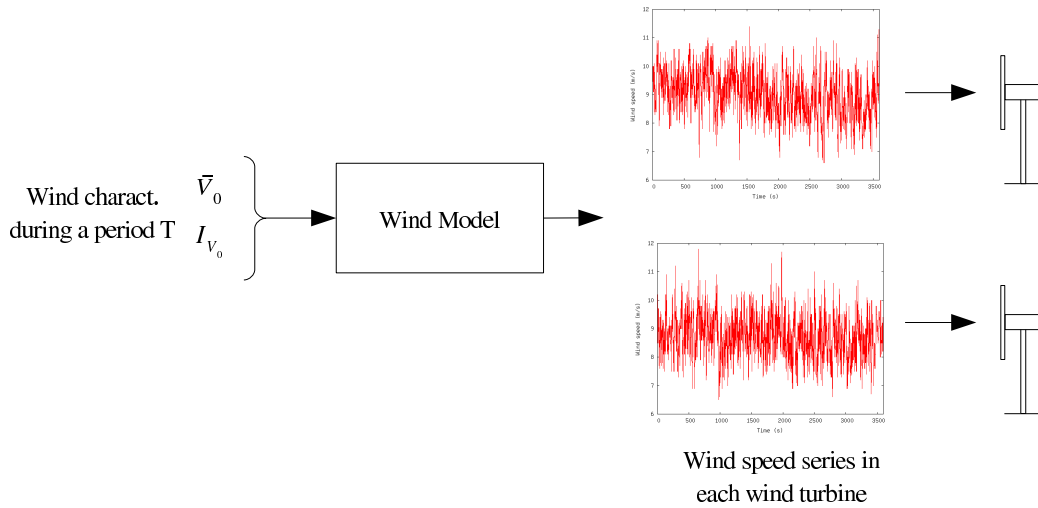 Wind charact.
during a period T
V̄₀
I_V₀
Wind Model
12
11
10
9
8
7
6
Wind speed (m/s)
0 500 1000 1500 2000 2500 3000 3500
Time (s)
12
11
10
9
8
7
6
Wind speed (m/s)
0 500 1000 1500 2000 2500 3000 3500
Time (s)
Wind speed series in
each wind turbine